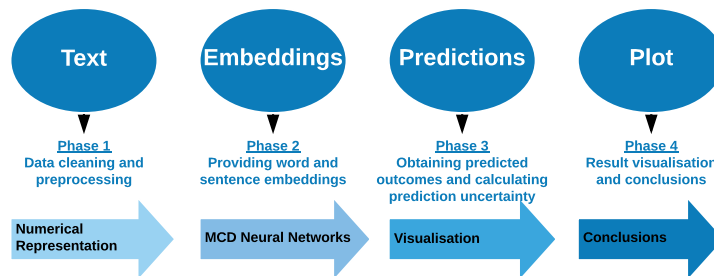 Text
Embeddings
Predictions
Plot
Phase 1
Data cleaning and
preprocessing
Phase 2
Providing word and
sentence embeddings
Phase 3
Obtaining predicted
outcomes and calculating
prediction uncertainty
Phase 4
Result visualisation
and conclusions
Numerical
Representation
MCD Neural Networks
Visualisation
Conclusions